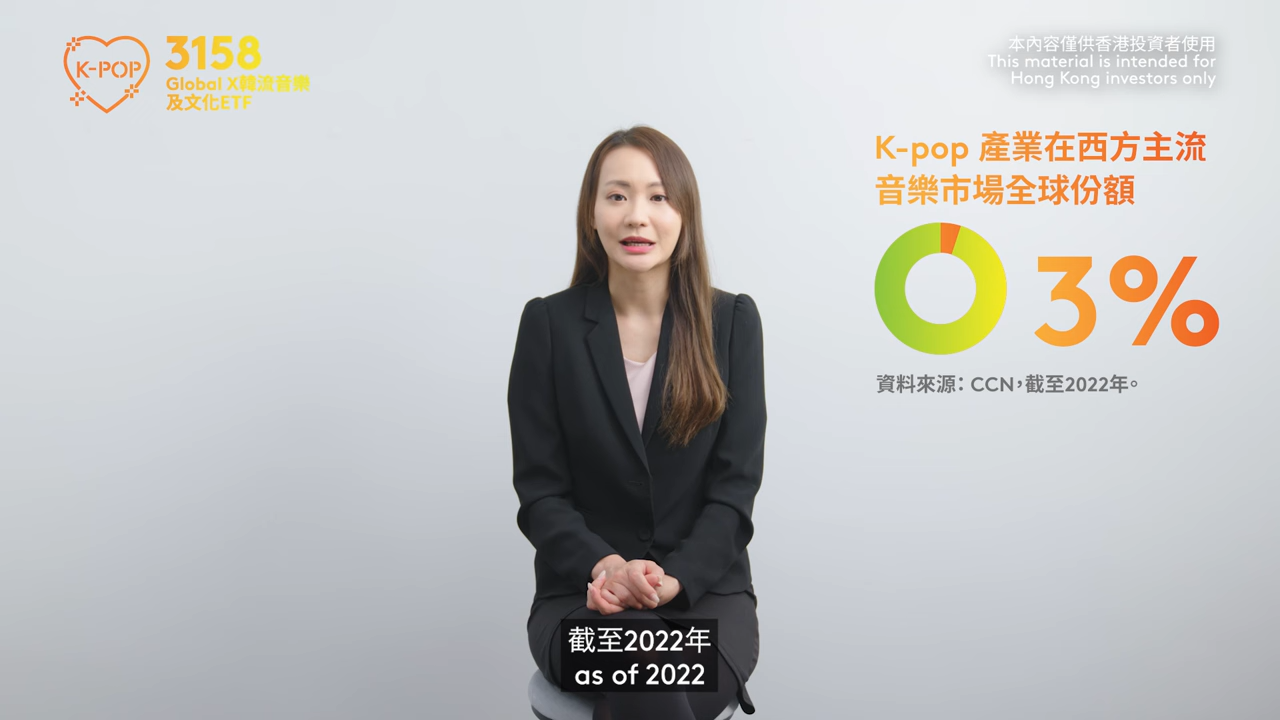 K-POP
3158
Global X韓流音樂
及文化ETF
本內容僅供香港投資者使用
This material is intended for
Hong Kong investors only
K-pop 產業在西方主流
音樂市場全球份額
3%
資料來源：CCN，截至2022年。
截至2022年
as of 2022